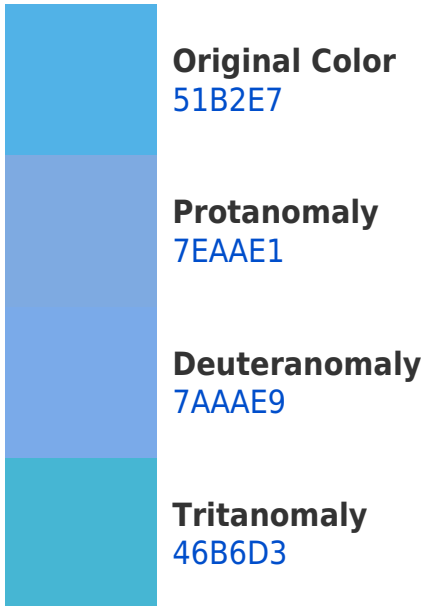 Original Color
51B2E7
Protanomaly
7EAAE1
Deuteranomaly
7AAAE9
Tritanomaly
46B6D3